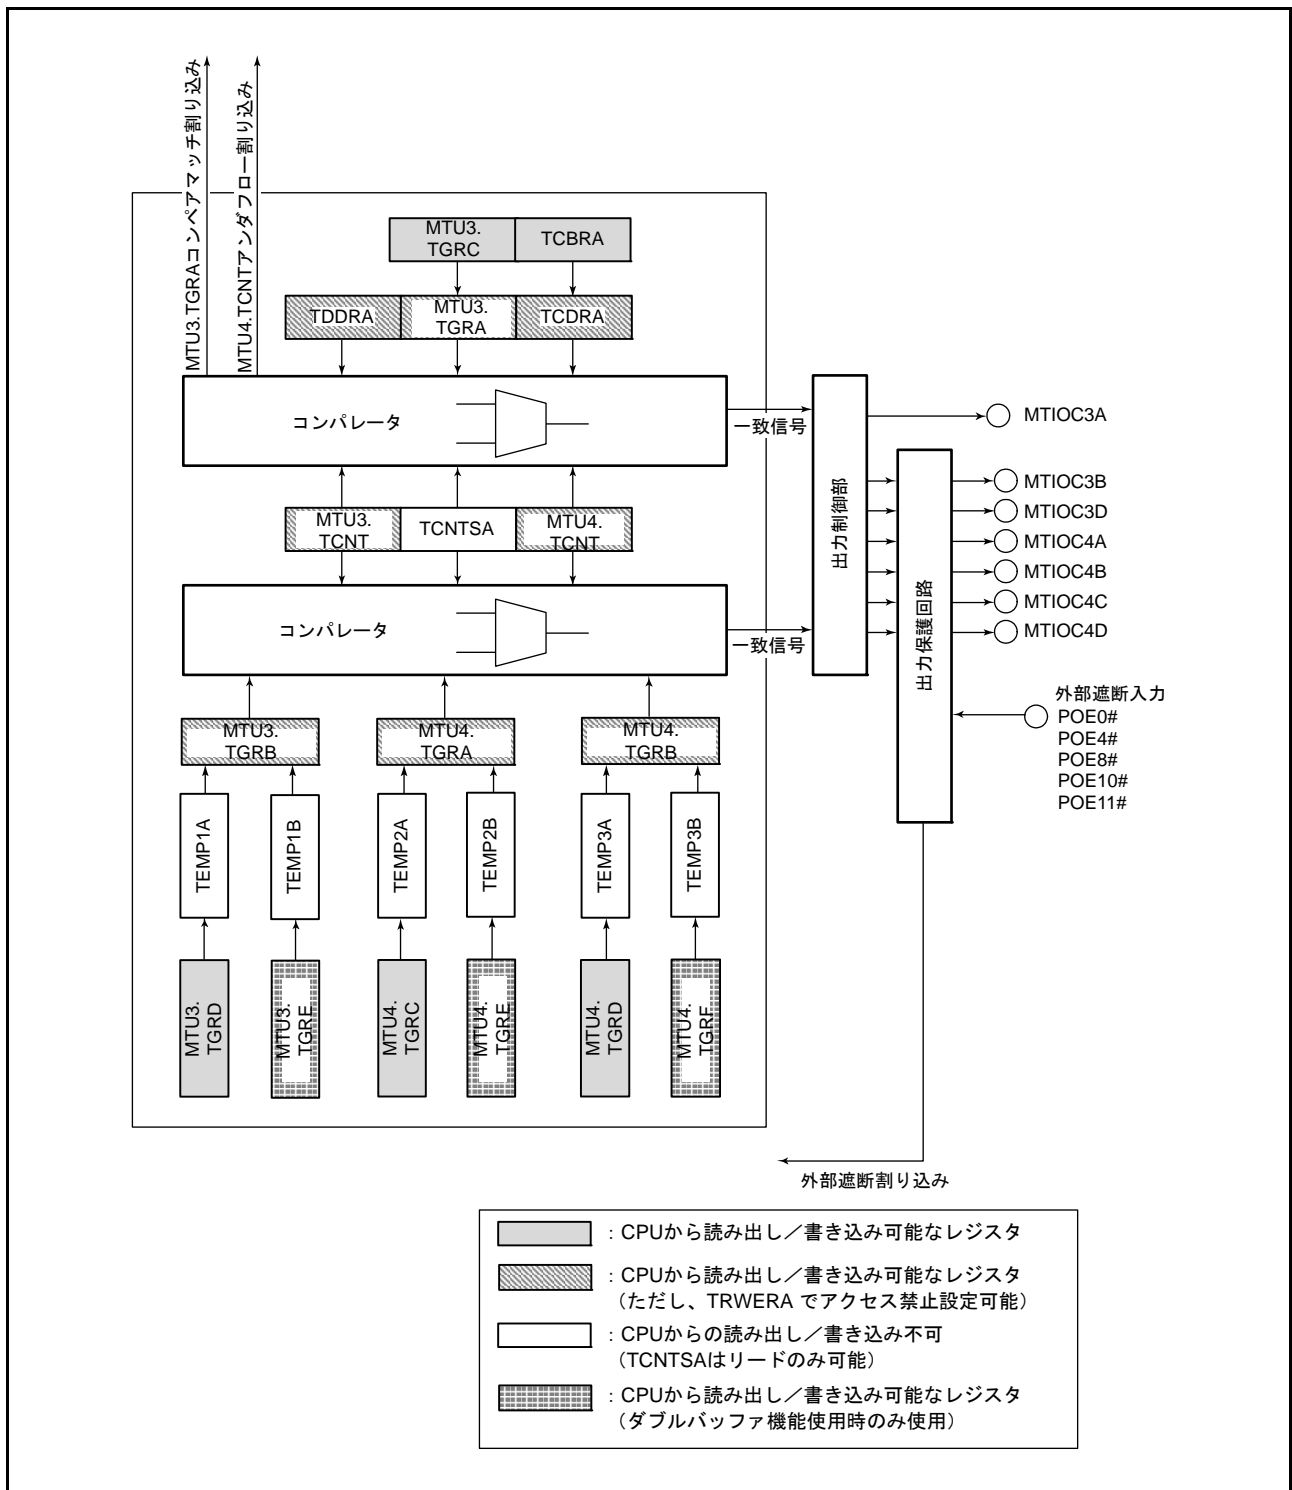 MTU3.TGRAコンペアマッチ割り込み
MTU4.TCNTアンダフロー割り込み
MTU3.
TGRC
TCBRA
TDDRA
MTU3.
TGRA
TCDRA
コンパレータ
一致信号
MTU3.
TCNT
TCNTSA
MTU4.
TCNT
コンパレータ
一致信号
出力制御部
出力保護回路
MTIOC3A
MTIOC3B
MTIOC3D
MTIOC4A
MTIOC4B
MTIOC4C
MTIOC4D
外部遮断入力
POE0#
POE4#
POE8#
POE10#
POE11#
MTU3.
TGRB
MTU4.
TGRA
MTU4.
TGRB
TEMP1A
TEMP1B
TEMP2A
TEMP2B
TEMP3A
TEMP3B
MTU3.
TGRD
MTU3.
TGRE
MTU4.
TGRC
MTU4.
TGRE
MTU4.
TGRD
MTU4.
TGRF
外部遮断割り込み
：CPUから読み出し／書き込み可能なレジスタ
：CPUから読み出し／書き込み可能なレジスタ
（ただし、TRWERA でアクセス禁止設定可能）
：CPUからの読み出し／書き込み不可
（TCNTSAはリードのみ可能）
：CPUから読み出し／書き込み可能なレジスタ
（ダブルバッファ機能使用時のみ使用）